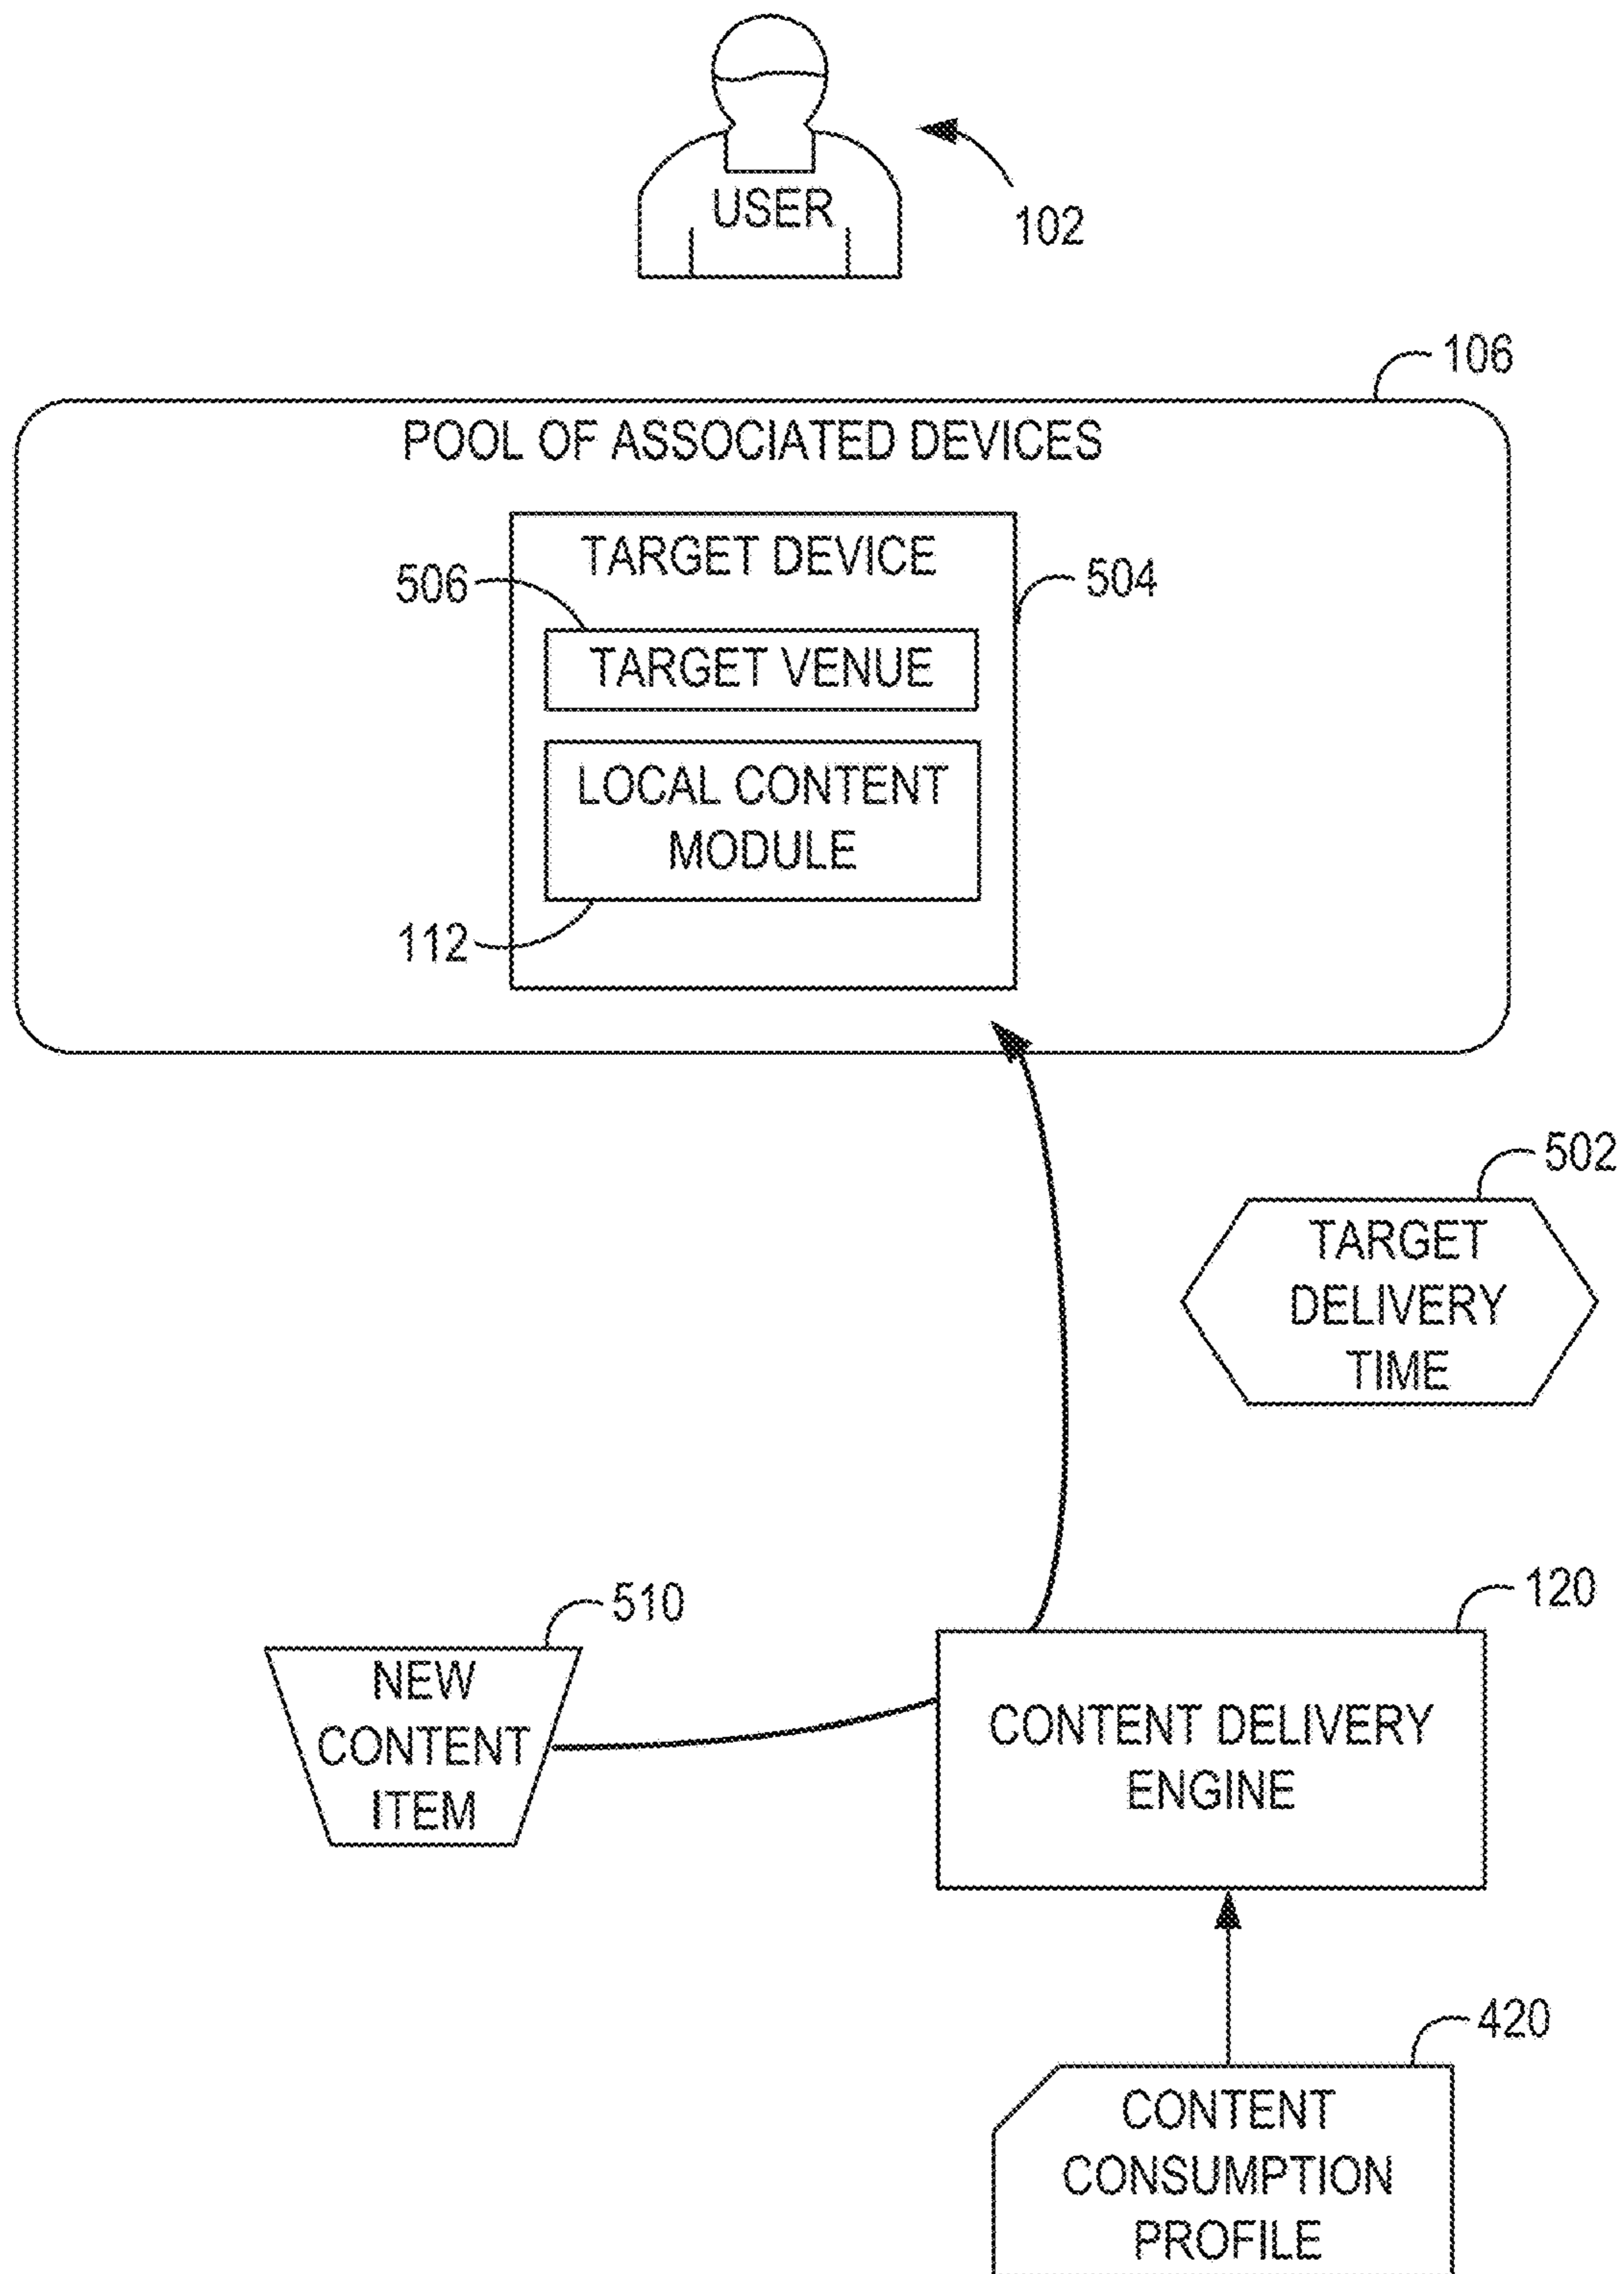 USER
102
106
POOL OF ASSOCIATED DEVICES
TARGET DEVICE
506
504
TARGET VENUE
LOCAL CONTENT
MODULE
112
502
TARGET
DELIVERY
TIME
510
NEW
CONTENT
ITEM
120
CONTENT DELIVERY
ENGINE
420
CONTENT
CONSUMPTION
PROFILE